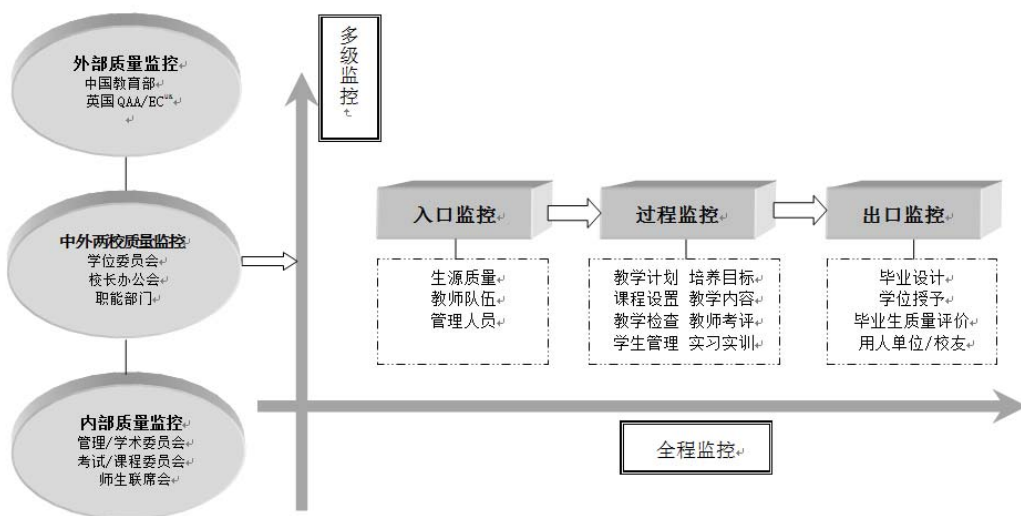 外部质量监控
中国教育部
英国QAA/EC
中外两校质量监控
学位委员会
校长办公会
职能部门
内部质量监控
管理/学术委员会
考试/课程委员会
师生联席会
多级监控
入口监控
生源质量
教师队伍
管理人员
过程监控
教学计划 培养目标
课程设置 教学内容
教学检查 教师考评
学生管理 实习实训
出口监控
毕业设计
学位授予
毕业生质量评价
用人单位/校友
全程监控